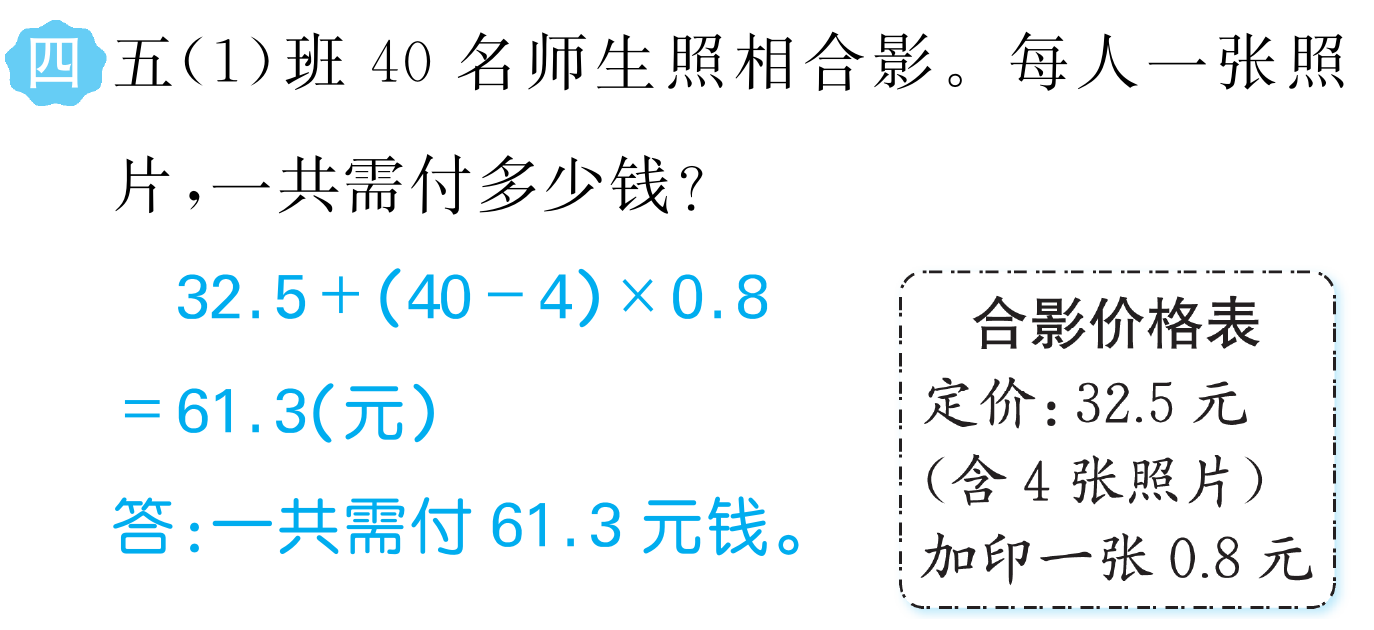 四 五(1)班 40 名师生照相合影。每人一张照
片,一共需付多少钱?
32.5+(40-4)×0.8
=61.3(元)
答:一共需付 61.3 元钱。
合影价格表
定价:32.5 元
(含 4 张照片)
加印一张 0.8 元